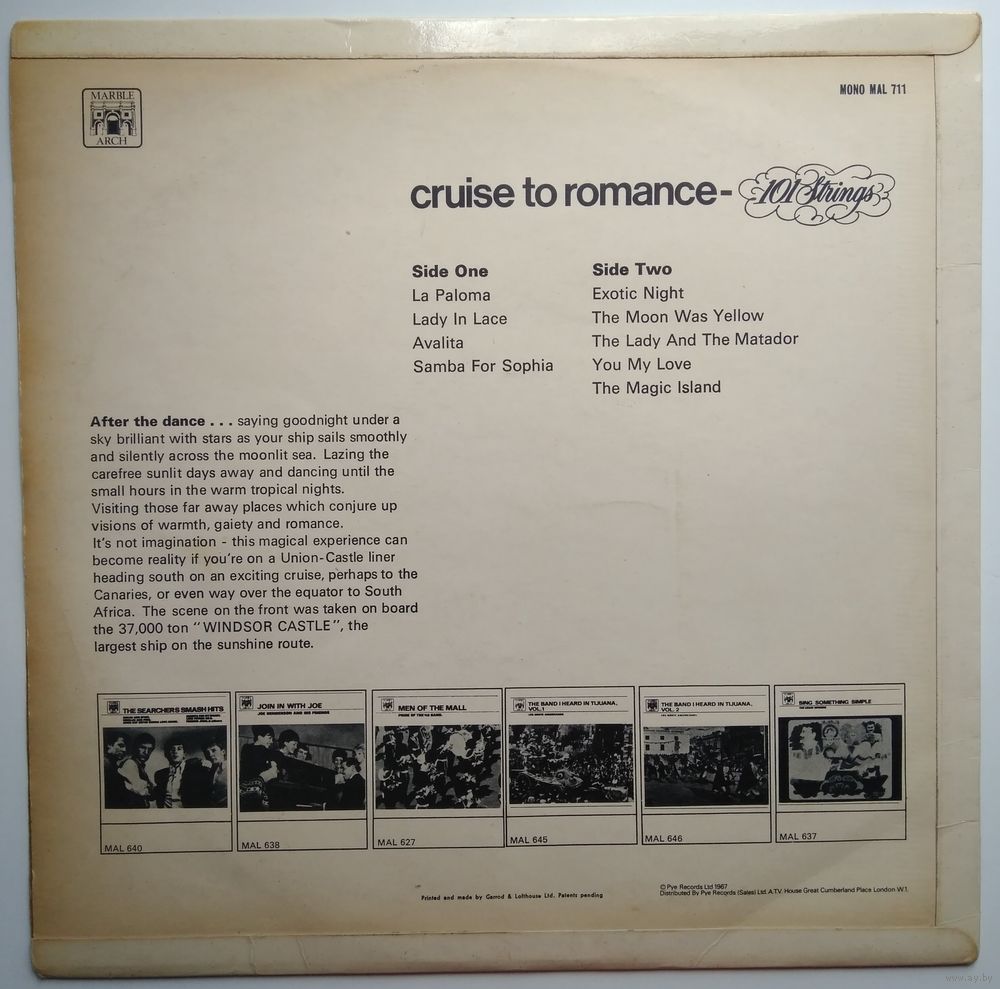 MARBLE
ARCH
MONO MAL 711
cruise to romance- 101 Strings
Side One
La Paloma
Lady In Lace
Avalita
Samba For Sophia
Side Two
Exotic Night
The Moon Was Yellow
The Lady And The Matador
You My Love
The Magic Island
After the dance . . . saying goodnight under a
sky brilliant with stars as your ship sails smoothly
and silently across the moonlit sea. Lazing the
carefree sunlit days away and dancing until the
small hours in the warm tropical nights.
Visiting those far away places which conjure up
visions of warmth, gaiety and romance.
It's not imagination - this magical experience can
become reality if you're on a Union-Castle liner
heading south on an exciting cruise, perhaps to the
Canaries, or even way over the equator to South
Africa. The scene on the front was taken on board
the 37,000 ton "WINDSOR CASTLE", the
largest ship on the sunshine route.
THE SEARCHERS SMASH HITS
MAL 640
JOIN IN WITH JOE
JOE HENDERSON AND HIS FRIENDS
MAL 638
MEN OF THE MALL
MAL 627
THE BAND I HEARD IN TIJUANA,
VOL. 1
MAL 645
THE BAND I HEARD IN TIJUANA,
VOL. 2
MAL 646
SING SOMETHING SIMPLE
MAL 637
Printed and made by Garrod & Lofthouse Ltd. Patents pending
© Pye Records Ltd 1967
Distributed By Pye Records (Sales) Ltd. A.T.V. House Great Cumberland Place London W.1.
www.ay.by